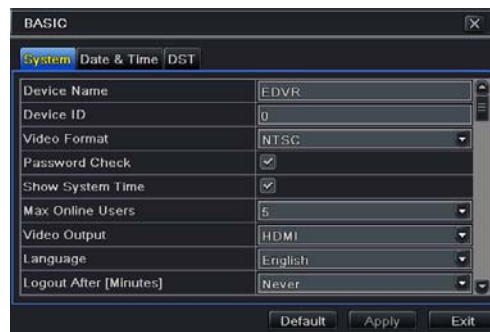 BASIC
System Date & Time DST
Device Name EDVR
Device ID 0
Video Format NTSC
Password Check
Show System Time
Max Online Users 5
Video Output HDMI
Language English
Logout After [Minutes] Never
Default Apply Exit